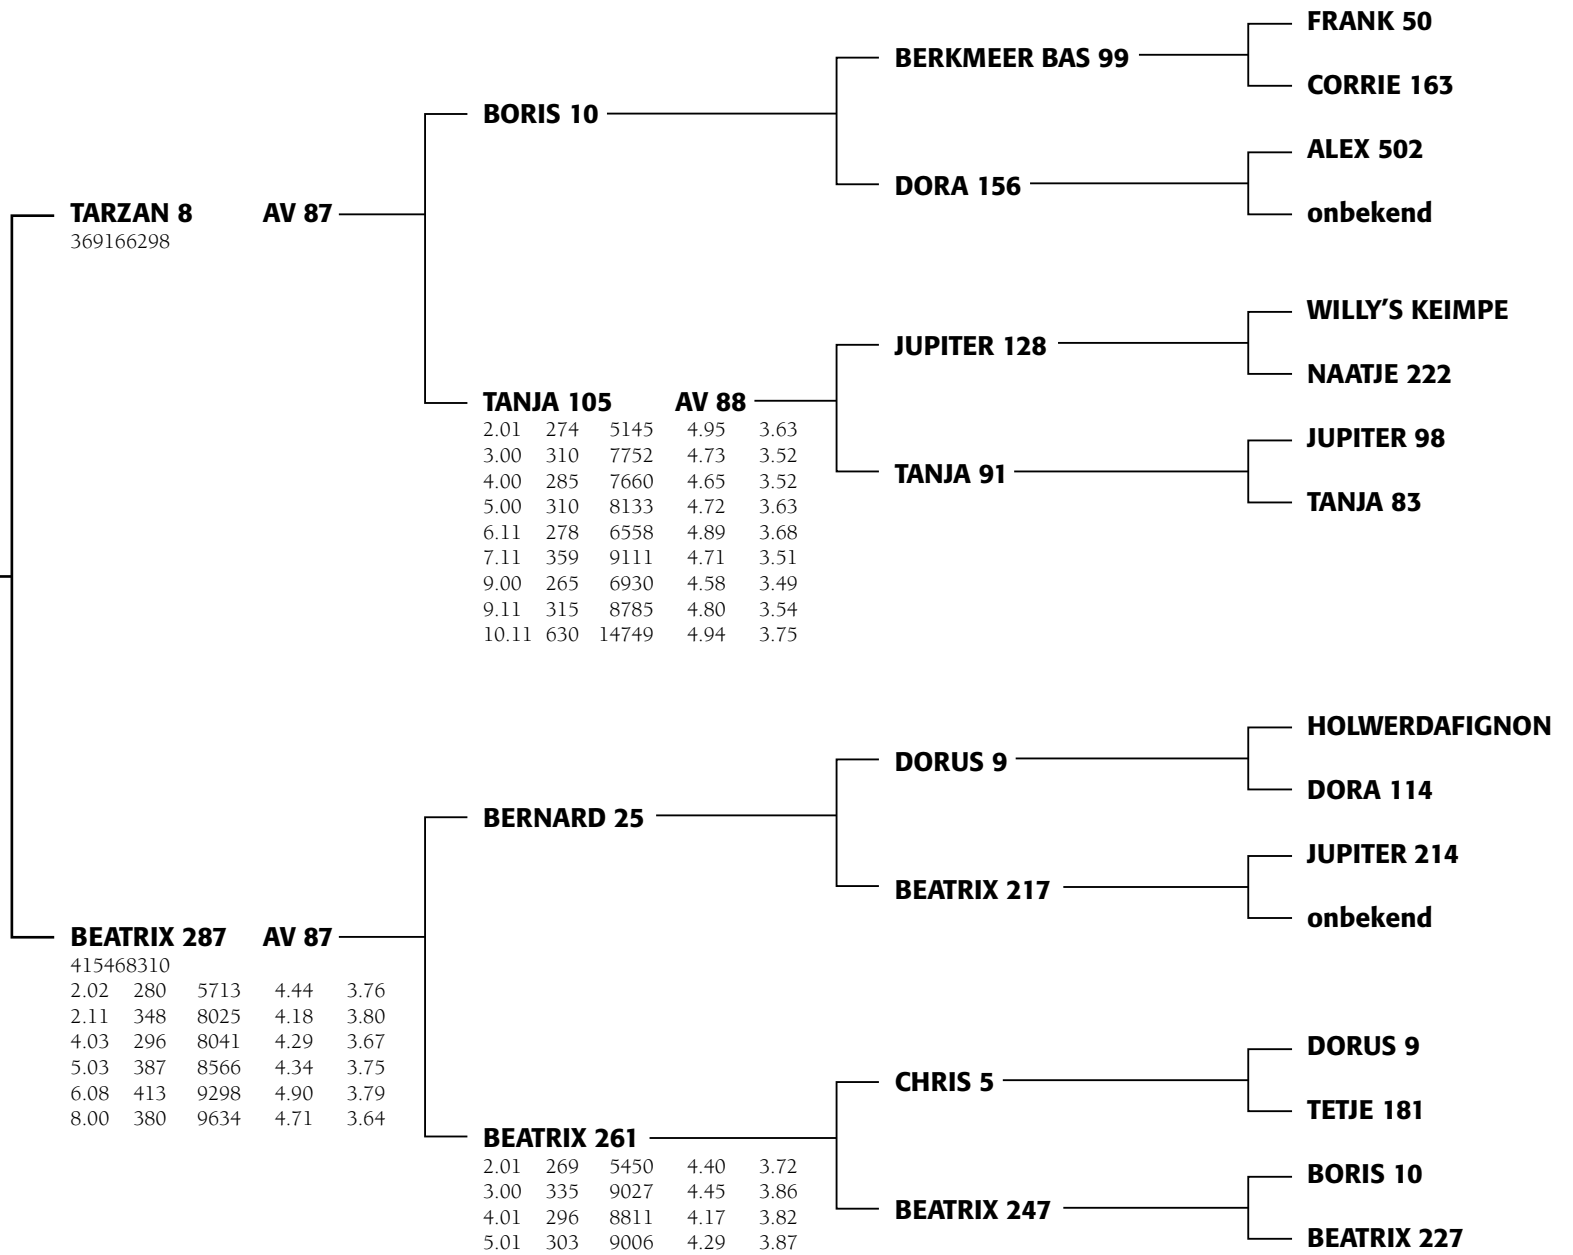 FRANK 50
BERKMEER BAS 99
CORRIE 163
BORIS 10
ALEX 502
DORA 156
onbekend
TARZAN 8 AV 87
369166298
WILLY'S KEIMPE
JUPITER 128
NAATJE 222
TANJA 105 AV 88
2.01 274 5145 4.95 3.63
3.00 310 7752 4.73 3.52
4.00 285 7660 4.65 3.52
5.00 310 8133 4.72 3.63
6.11 278 6558 4.89 3.68
7.11 359 9111 4.71 3.51
9.00 265 6930 4.58 3.49
9.11 315 8785 4.80 3.54
10.11 630 14749 4.94 3.75
JUPITER 98
TANJA 91
TANJA 83
HOLWERDAFIGNON
DORUS 9
DORA 114
BERNARD 25
JUPITER 214
BEATRIX 217
onbekend
BEATRIX 287 AV 87
415468310
2.02 280 5713 4.44 3.76
2.11 348 8025 4.18 3.80
4.03 296 8041 4.29 3.67
5.03 387 8566 4.34 3.75
6.08 413 9298 4.90 3.79
8.00 380 9634 4.71 3.64
DORUS 9
CHRIS 5
TETJE 181
BEATRIX 261
2.01 269 5450 4.40 3.72
3.00 335 9027 4.45 3.86
4.01 296 8811 4.17 3.82
5.01 303 9006 4.29 3.87
BORIS 10
BEATRIX 247
BEATRIX 227